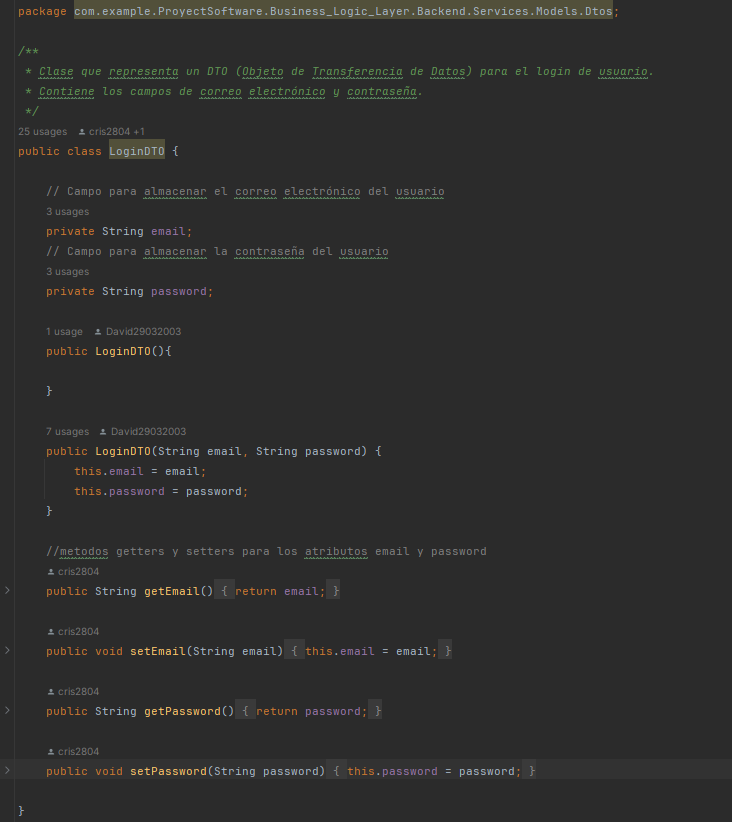 package com.example.ProyectSoftware.Business_Logic_Layer.Backend.Services.Models.Dtos;
/**
* Clase que representa un DTO (Objeto de Transferencia de Datos) para el login de usuario.
* Contiene los campos de correo electrónico y contraseña.
*/
25 usages cris2804 +1
public class LoginDTO {
// Campo para almacenar el correo electrónico del usuario
3 usages
private String email;
// Campo para almacenar la contraseña del usuario
3 usages
private String password;
1 usage David29032003
public LoginDTO(){
}
7 usages David29032003
public LoginDTO(String email, String password) {
this.email = email;
this.password = password;
}
//metodos getters y setters para los atributos email y password
cris2804
public String getEmail() { return email; }
cris2804
public void setEmail(String email) { this.email = email; }
cris2804
public String getPassword() { return password; }
cris2804
public void setPassword(String password) { this.password = password; }
}